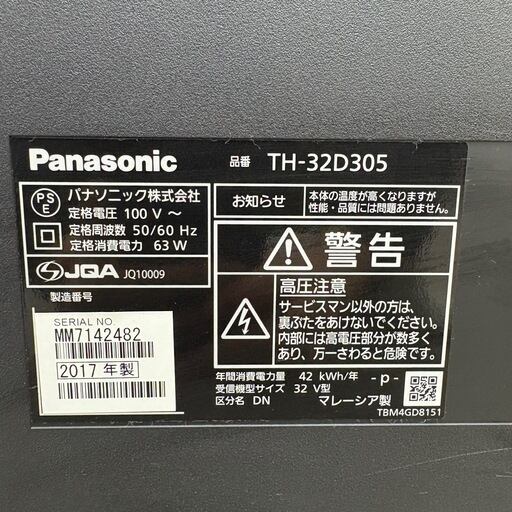 Panasonic 品番 TH-32D305
PSE
パナソニック株式会社
定格電圧 100 V ～
定格周波数 50/60 Hz
定格消費電力 63 W
JQA JQ10009
製造番号
SERIAL NO.
MM7142482
2017 年製
お知らせ
本体の温度が高くなりますが
性能・品質には問題ありません。
警告
高圧注意
サービスマン以外の方は、
裏ぶたをあけないでください。
内部には高電圧部分が数多く
あり、万一さわると危険です。
年間消費電力量 42 kWh/年
受信機型サイズ 32 V型
区分名 DN
-p-
マレーシア製
TBM4GD8151